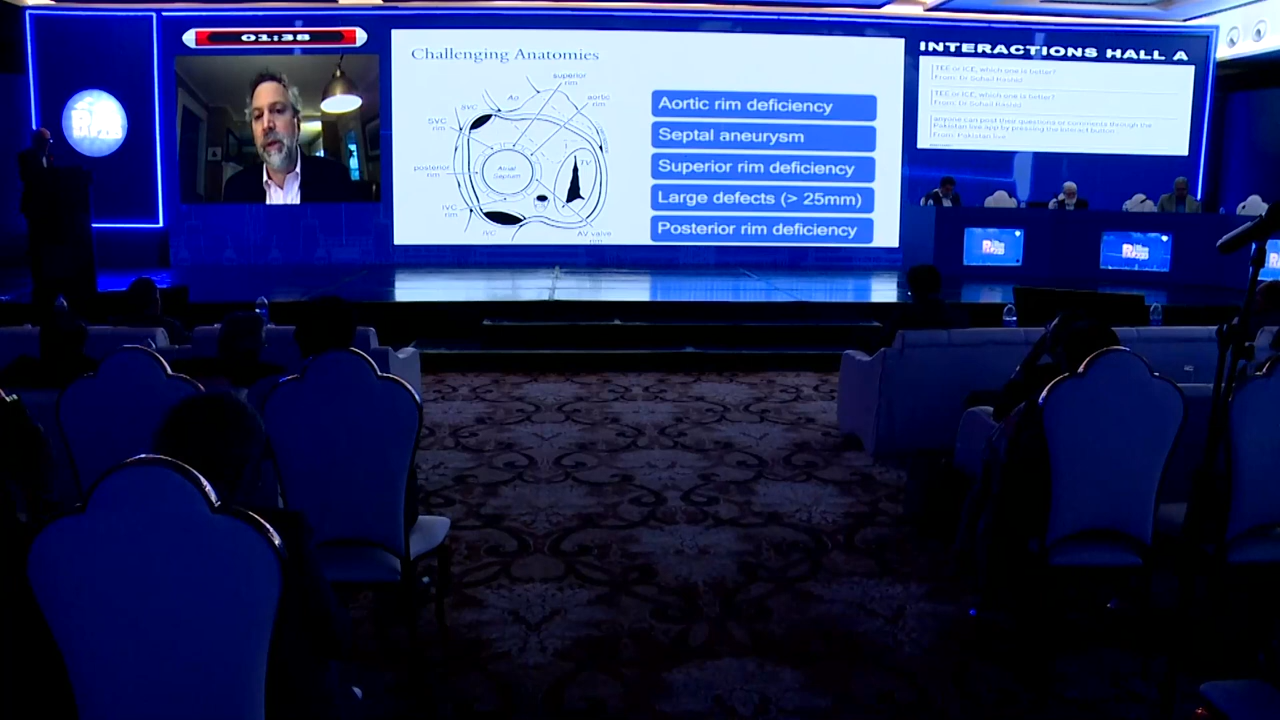 01:38
Challenging Anatomies
superior
rim
Ao
aortic
rim
SVC
SVC
rim
posterior
rim
Atrial
Septum
TV
IVC
rim
IVC
AV valve
rim
Aortic rim deficiency
Septal aneurysm
Superior rim deficiency
Large defects (> 25mm)
Posterior rim deficiency
INTERACTIONS HALL A
TEE or ICE, which one is better?
From: Dr Suhail Rashid
TEE or ICE, which one is better?
From: Dr Suhail Rashid
anyone can post their questions or comments through the
Pakistan live app by pressing the interact button
From: Pakistan live